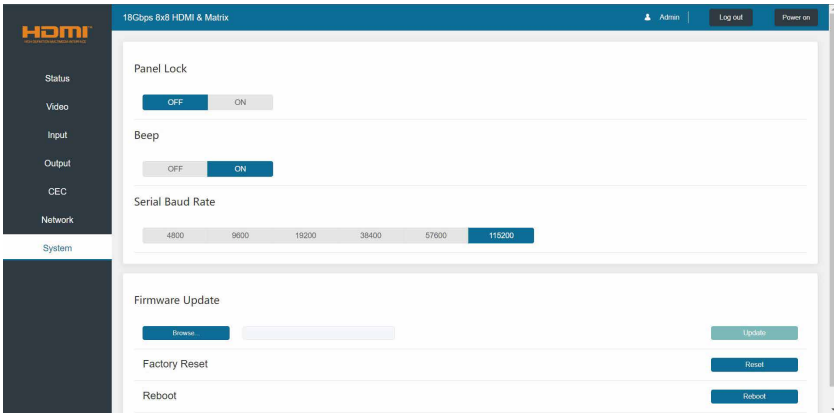 HDMI
18Gbps 8x8 HDMI & Matrix
Admin
Log out
Power on
Status
Video
Input
Output
CEC
Network
System
Panel Lock
OFF ON
Beep
OFF ON
Serial Baud Rate
4800 9600 19200 38400 57600 115200
Firmware Update
Browse...
Update
Factory Reset
Reset
Reboot
Reboot